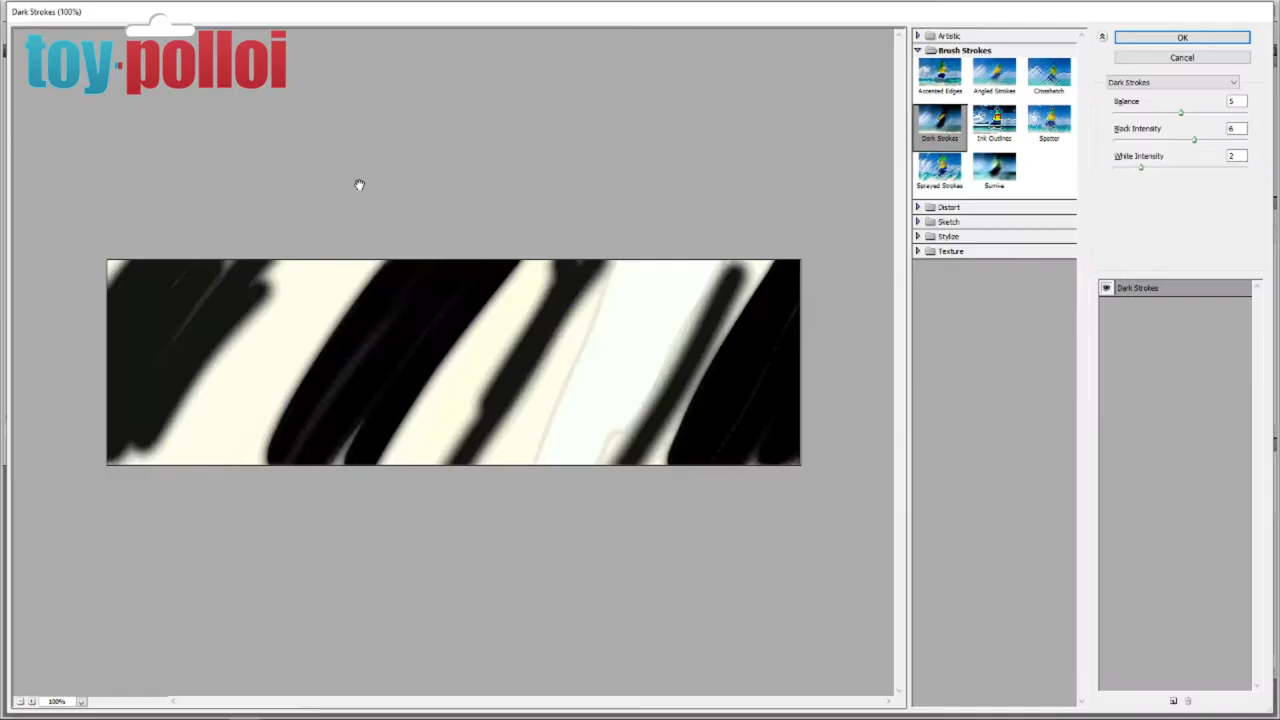 Dark Strokes (100%)
toy·polloi
Artistic
Brush Strokes
Accented Edges
Angled Strokes
Crosshatch
Dark Strokes
Ink Outlines
Spatter
Sprayed Strokes
Sumi-e
Distort
Sketch
Stylize
Texture
OK
Cancel
Dark Strokes
Balance 5
Black Intensity 6
White Intensity 2
Dark Strokes
100%